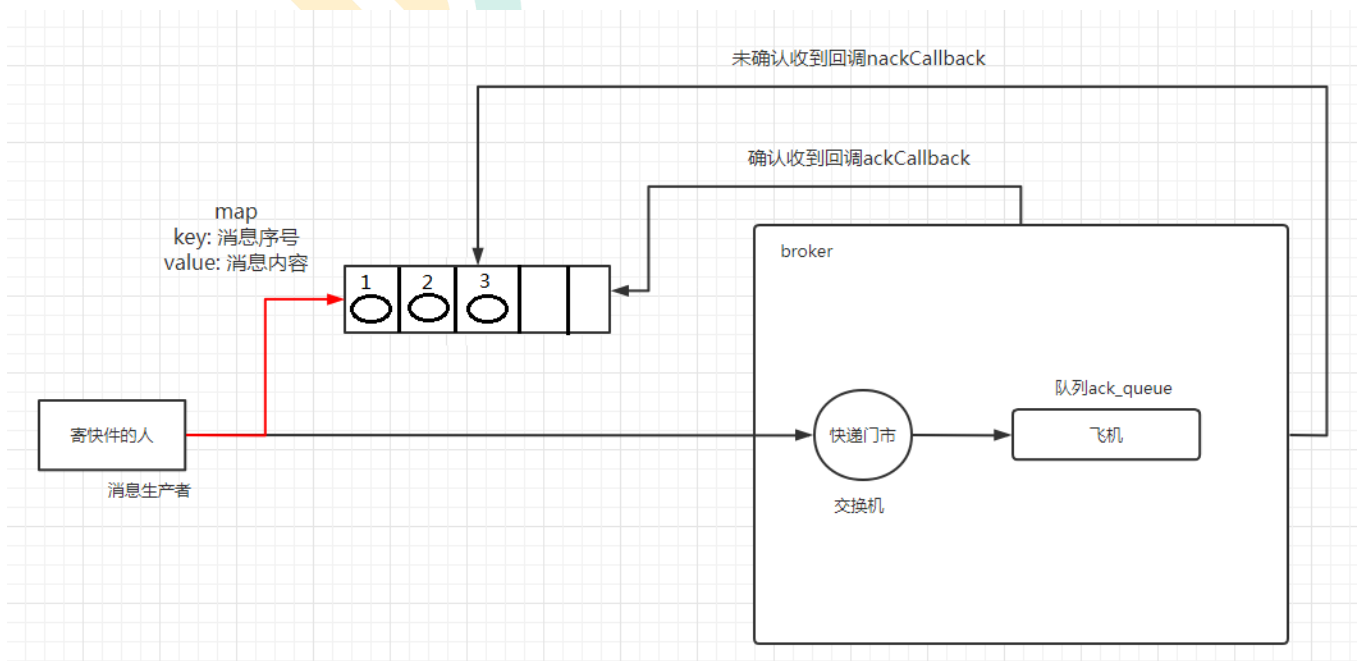 未确认收到回调nackCallback
确认收到回调ackCallback
map
key: 消息序号
value: 消息内容
1 2 3
broker
队列ack_queue
寄快件的人
快递门市
飞机
消息生产者
交换机